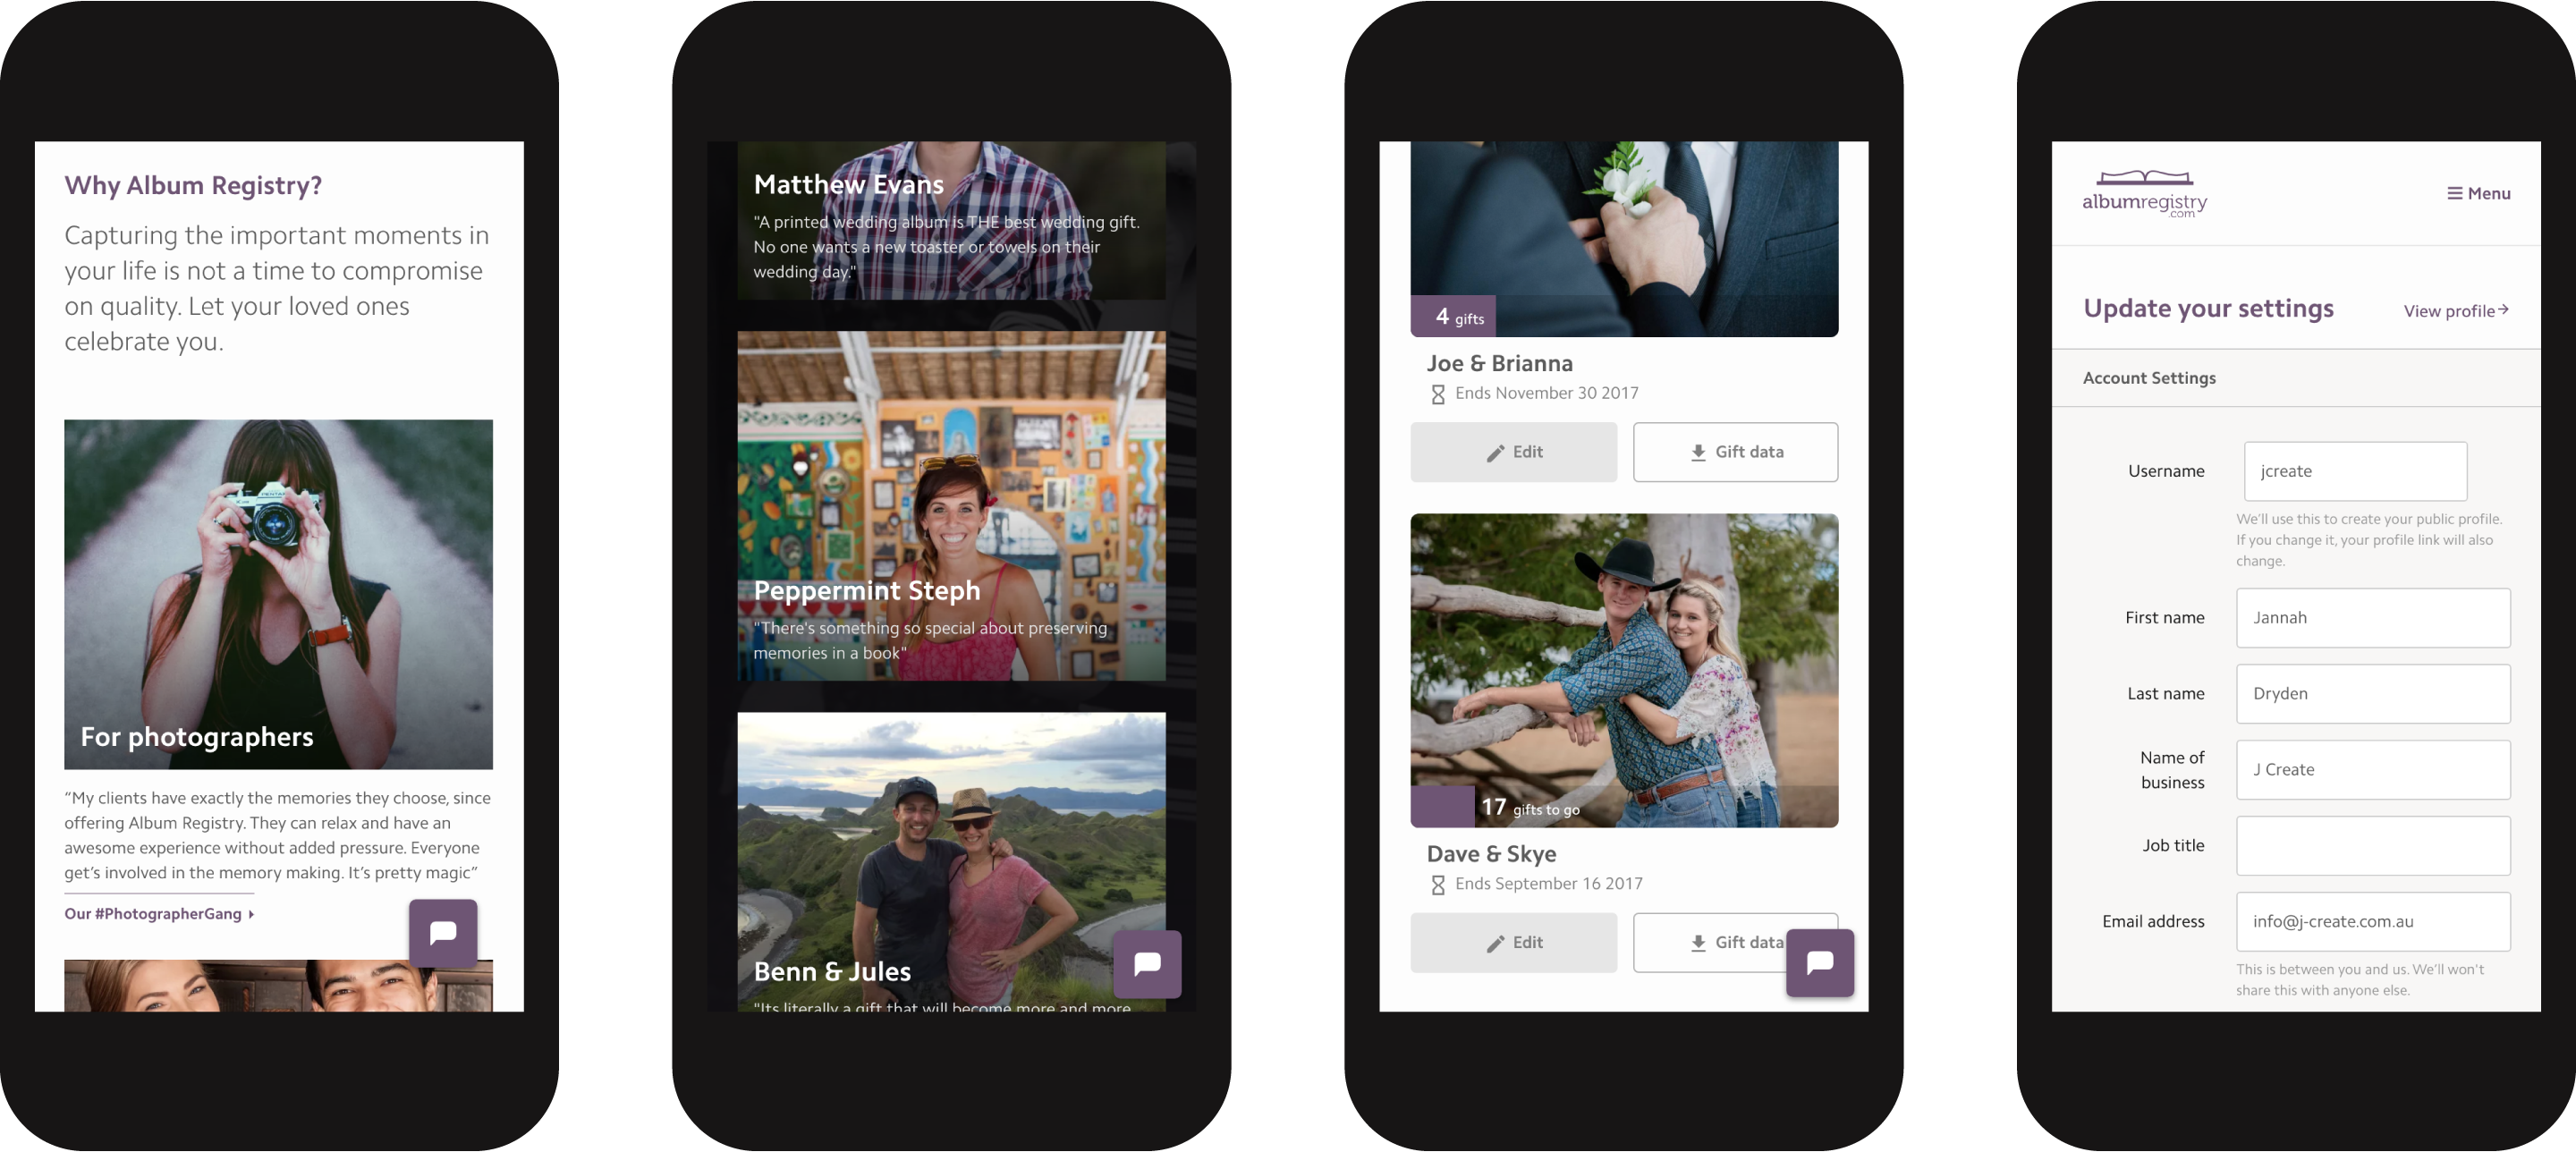 Why Album Registry?
Capturing the important moments in
your life is not a time to compromise
on quality. Let your loved ones
celebrate you.
PENTAX
For photographers
“My clients have exactly the memories they choose, since
offering Album Registry. They can relax and have an
awesome experience without added pressure. Everyone
get’s involved in the memory making. It’s pretty magic”
Our #PhotographerGang
Matthew Evans
"A printed wedding album is THE best wedding gift.
No one wants a new toaster or towels on their
wedding day."
Peppermint Steph
"There's something so special about preserving
memories in a book"
Benn & Jules
"Its literally a gift that will become more and more
4 gifts
Joe & Brianna
Ends November 30 2017
Edit
Gift data
17 gifts to go
Dave & Skye
Ends September 16 2017
Edit
Gift data
albumregistry
.com
Menu
Update your settings
View profile
Account Settings
Username
jcreate
We'll use this to create your public profile.
If you change it, your profile link will also
change.
First name
Jannah
Last name
Dryden
Name of
business
J Create
Job title
Email address
info@j-create.com.au
This is between you and us. We'll won't
share this with anyone else.